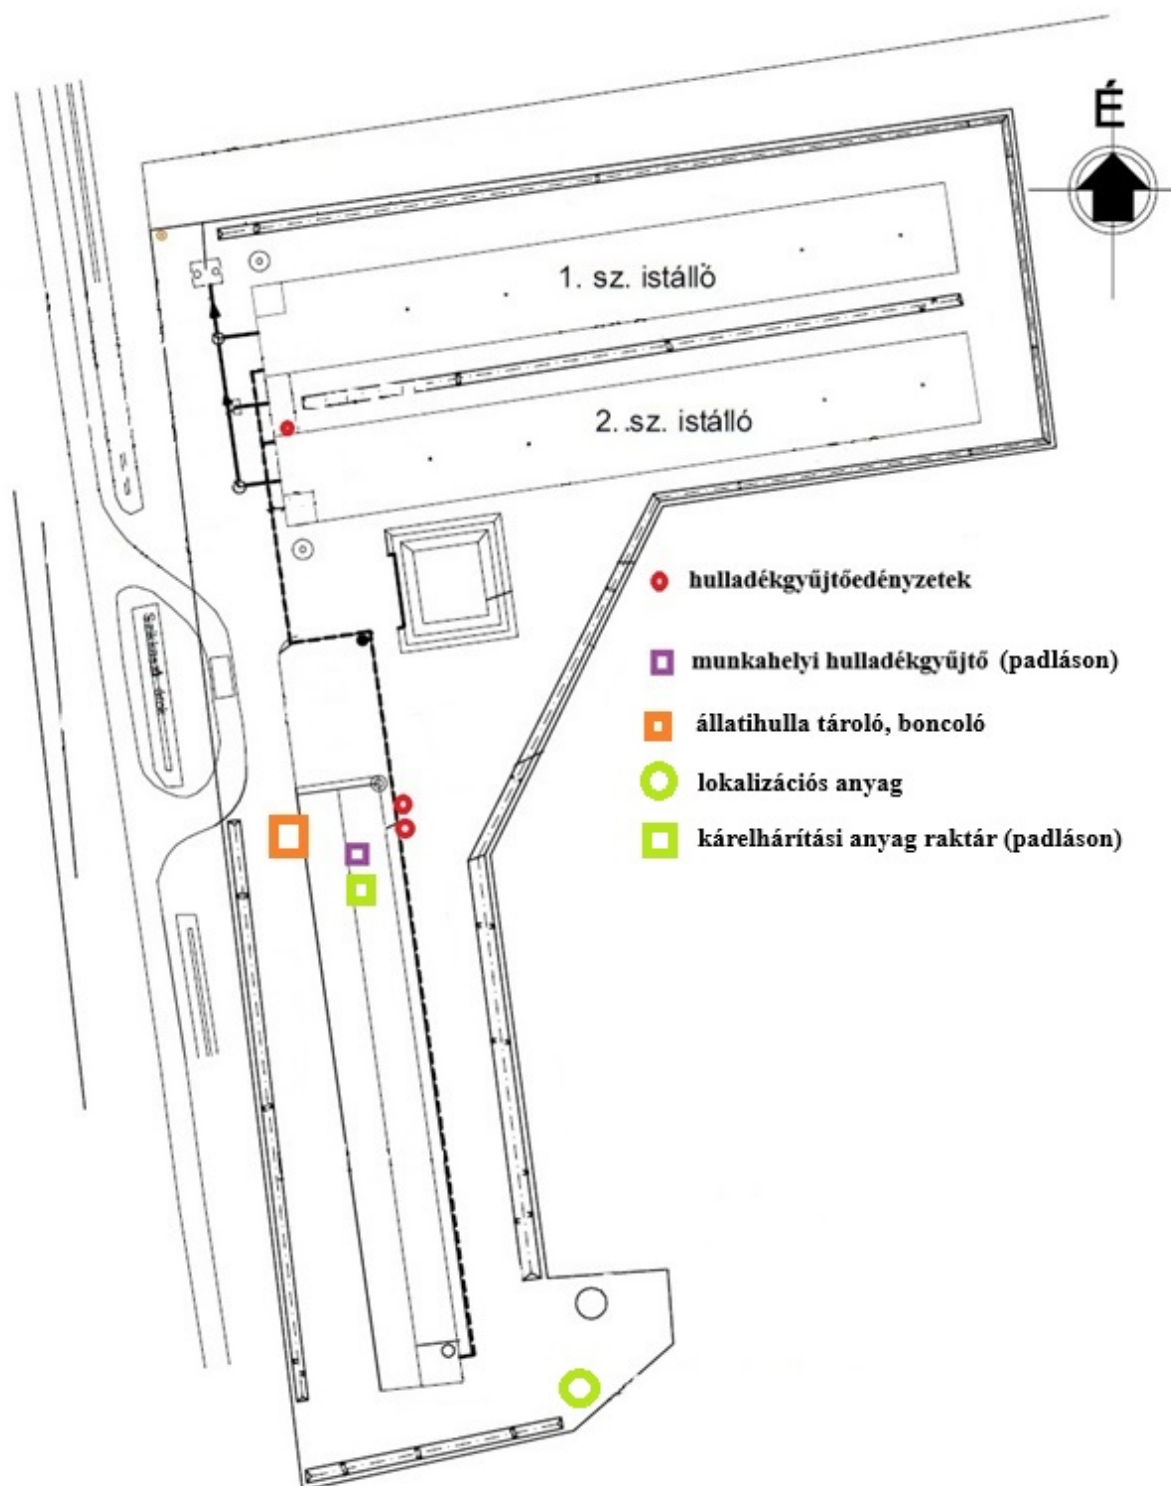 É
1. sz. istálló
2. .sz. istálló
hulladékgyűjtőedényzetek
munkahelyi hulladékgyűjtő (padláson)
állatihulla tároló, boncoló
lokalizációs anyag
kárelhárítási anyag raktár (padláson)